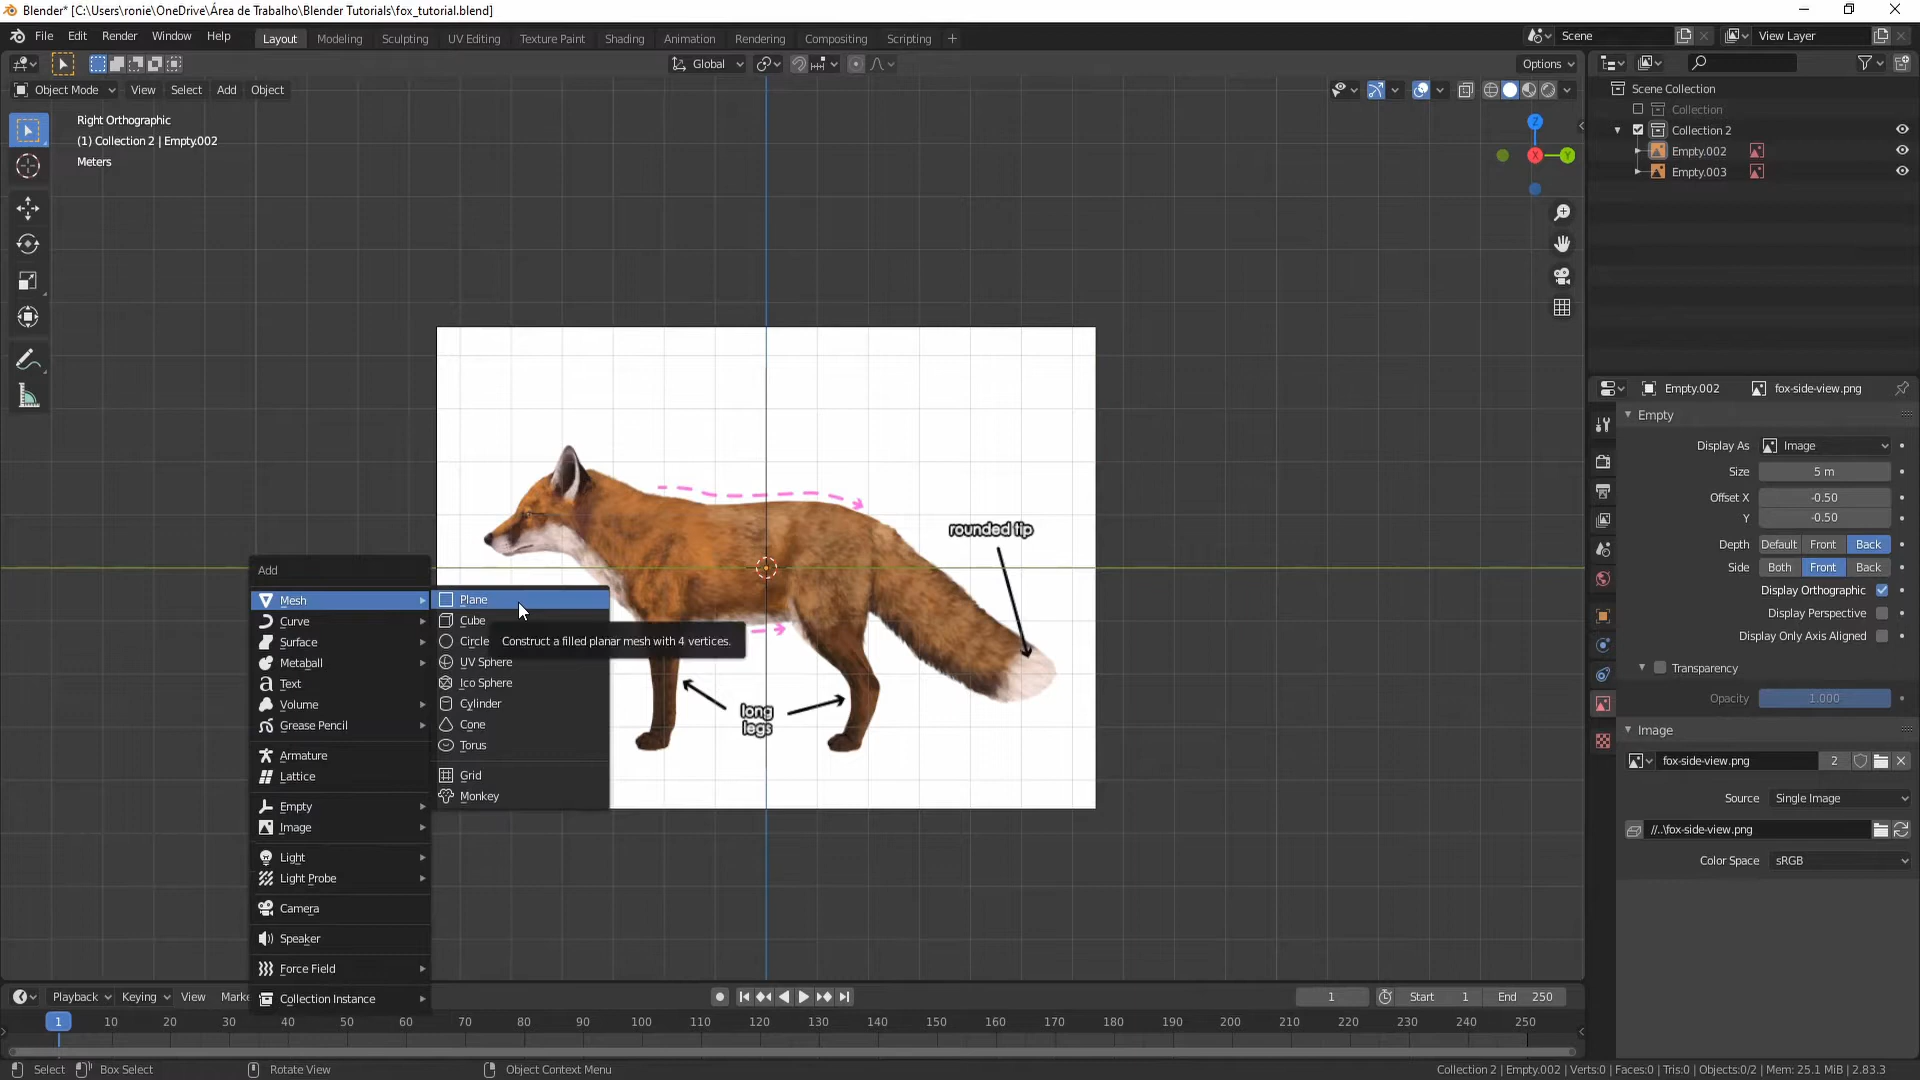 Blender* [C:\Users\ronie\OneDrive\Área de Trabalho\Blender Tutorials\fox_tutorial.blend]
File Edit Render Window Help Layout Modeling Sculpting UV Editing Texture Paint Shading Animation Rendering Compositing Scripting + Scene View Layer
Global Options
Object Mode View Select Add Object
Right Orthographic
(1) Collection 2 | Empty.002
Meters
Z
X
Y
rounded tip
long
legs
Add
Mesh
Curve
Surface
Metaball
Text
Volume
Grease Pencil
Armature
Lattice
Empty
Image
Light
Light Probe
Camera
Speaker
Force Field
Collection Instance
Plane
Cube
Circle
Construct a filled planar mesh with 4 vertices.
UV Sphere
Ico Sphere
Cylinder
Cone
Torus
Grid
Monkey
Scene Collection
Collection
Collection 2
Empty.002
Empty.003
Empty.002 fox-side-view.png
Empty
Display As Image
Size 5 m
Offset X -0.50
Y -0.50
Depth Default Front Back
Side Both Front Back
Display Orthographic
Display Perspective
Display Only Axis Aligned
Transparency
Opacity 1.000
Image
fox-side-view.png 2
Source Single Image
//..\fox-side-view.png
Color Space sRGB
Playback Keying View Marke 1 Start 1 End 250
1 10 20 30 40 50 60 70 80 90 100 110 120 130 140 150 160 170 180 190 200 210 220 230 240 250
Select Box Select Rotate View Object Context Menu Collection 2 | Empty.002 | Verts:0 | Faces:0 | Tris:0 | Objects:0/2 | Mem: 25.1 MiB | 2.83.3